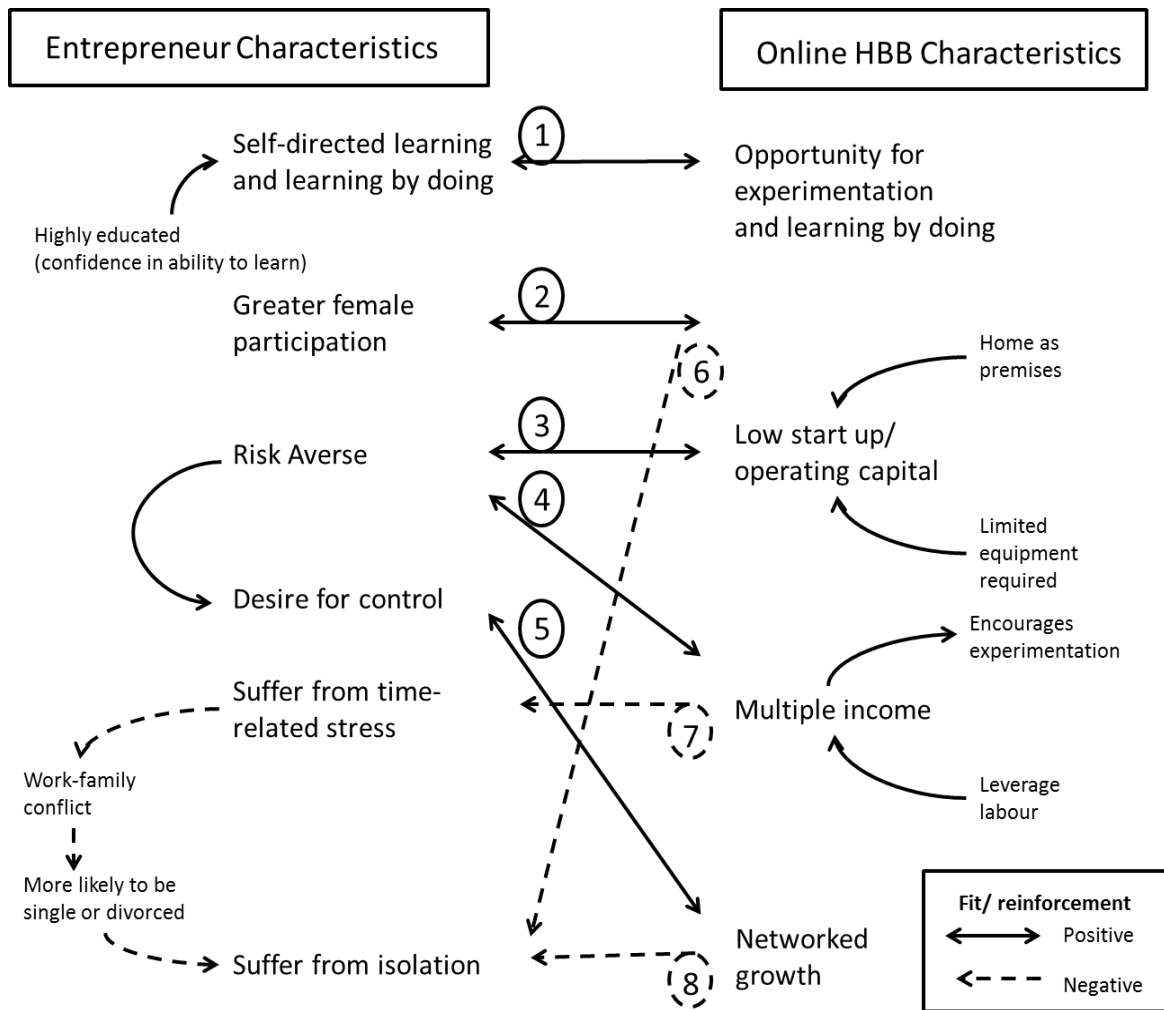 Entrepreneur Characteristics
Online HBB Characteristics
1
Self-directed learning
and learning by doing
Opportunity for
experimentation
and learning by doing
Highly educated
(confidence in ability to learn)
2
Greater female
participation
6
Home as
premises
3
Risk Averse
Low start up/
operating capital
4
Limited
equipment
required
Desire for control
5
Encourages
experimentation
Suffer from time-
related stress
7
Multiple income
Work-family
conflict
Leverage
labour
More likely to be
single or divorced
Suffer from isolation
8
Networked
growth
Fit/ reinforcement
Positive
Negative